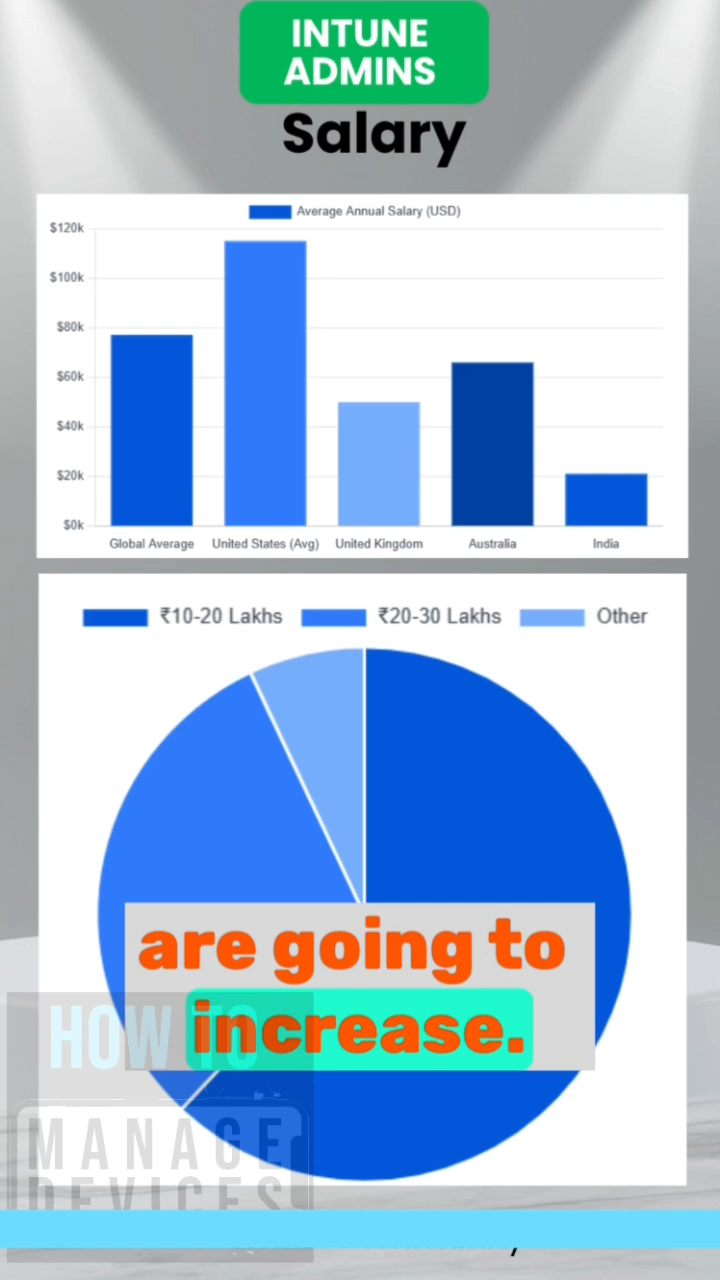 INTUNE
ADMINS
Salary
Average Annual Salary (USD)
$120k
$100k
$80k
$60k
$40k
$20k
$0k
Global Average United States (Avg) United Kingdom Australia India
₹10-20 Lakhs ₹20-30 Lakhs Other
are going to
increase.
HOW TO
MANAGE
DEVICES